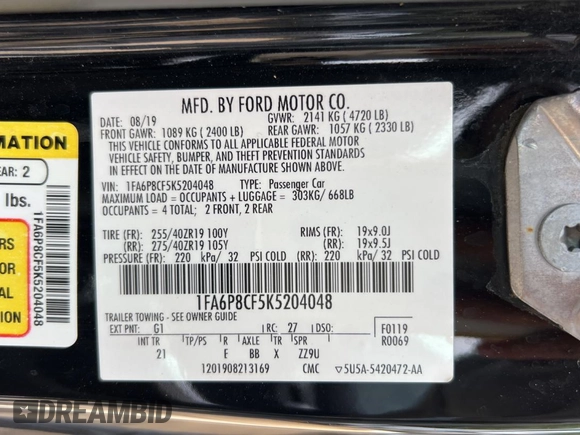 MFD. BY FORD MOTOR CO.
DATE: 08/19 GVWR: 2141 KG ( 4720 LB)
FRONT GAWR: 1089 KG ( 2400 LB) REAR GAWR: 1057 KG ( 2330 LB)
THIS VEHICLE CONFORMS TO ALL APPLICABLE FEDERAL MOTOR
VEHICLE SAFETY, BUMPER, AND THEFT PREVENTION STANDARDS
IN EFFECT ON THE DATE OF MANUFACTURE SHOWN ABOVE.
VIN: 1FA6P8CF5K5204048 TYPE: Passenger Car
MAXIMUM LOAD = OCCUPANTS + LUGGAGE = 303KG/ 668LB
OCCUPANTS = 4 TOTAL; 2 FRONT, 2 REAR
TIRE (FR): 255/40ZR19 100Y RIMS (FR): 19x9.0J
(RR): 275/40ZR19 105Y (RR): 19x9.5J
PRESSURE (FR): 220 kPa/ 32 PSI COLD (RR): 220 kPa/ 32 PSI COLD
1FA6P8CF5K5204048
TRAILER TOWING - SEE OWNER GUIDE
EXT PNT: G1 RC: 27 DSO: F0119
INT TR TP/PS R AXLE TR SPR R0069
21 E BB X ZZ9U
1201908213169 CMC ▽5U5A-5420472-AA
MATION
EAR: 2
lbs.
RS
R TO
AL
ATION
1FA6P8CF5K5204048
DREAMBID